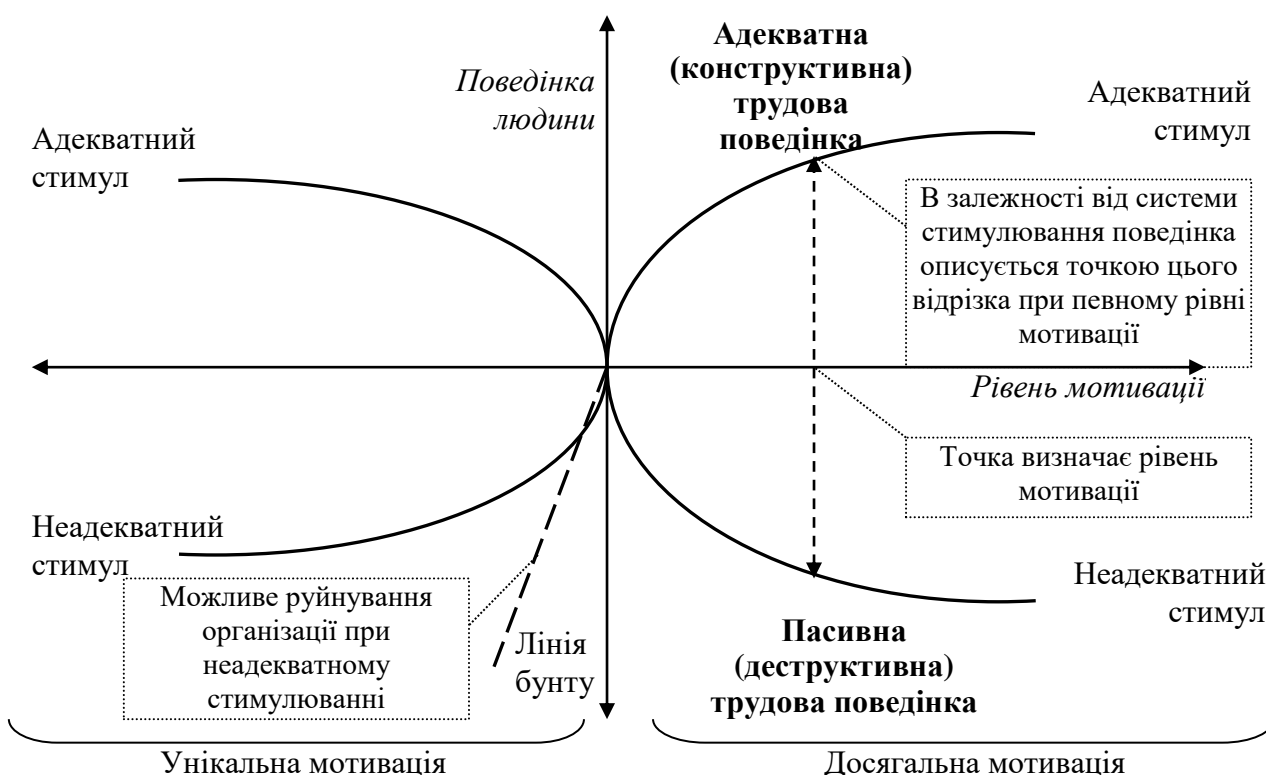 Адекватна
(конструктивна)
трудова
поведінка
Поведінка
людини
Адекватний
стимул
Адекватний
стимул
В залежності від системи
стимулювання поведінка
описується точкою цього
відрізка при певному рівні
мотивації
Рівень мотивації
Точка визначає рівень
мотивації
Неадекватний
стимул
Неадекватний
стимул
Можливе руйнування
організації при
неадекватному
стимулюванні
Лінія
бунту
Пасивна
(деструктивна)
трудова поведінка
Унікальна мотивація
Досягальна мотивація